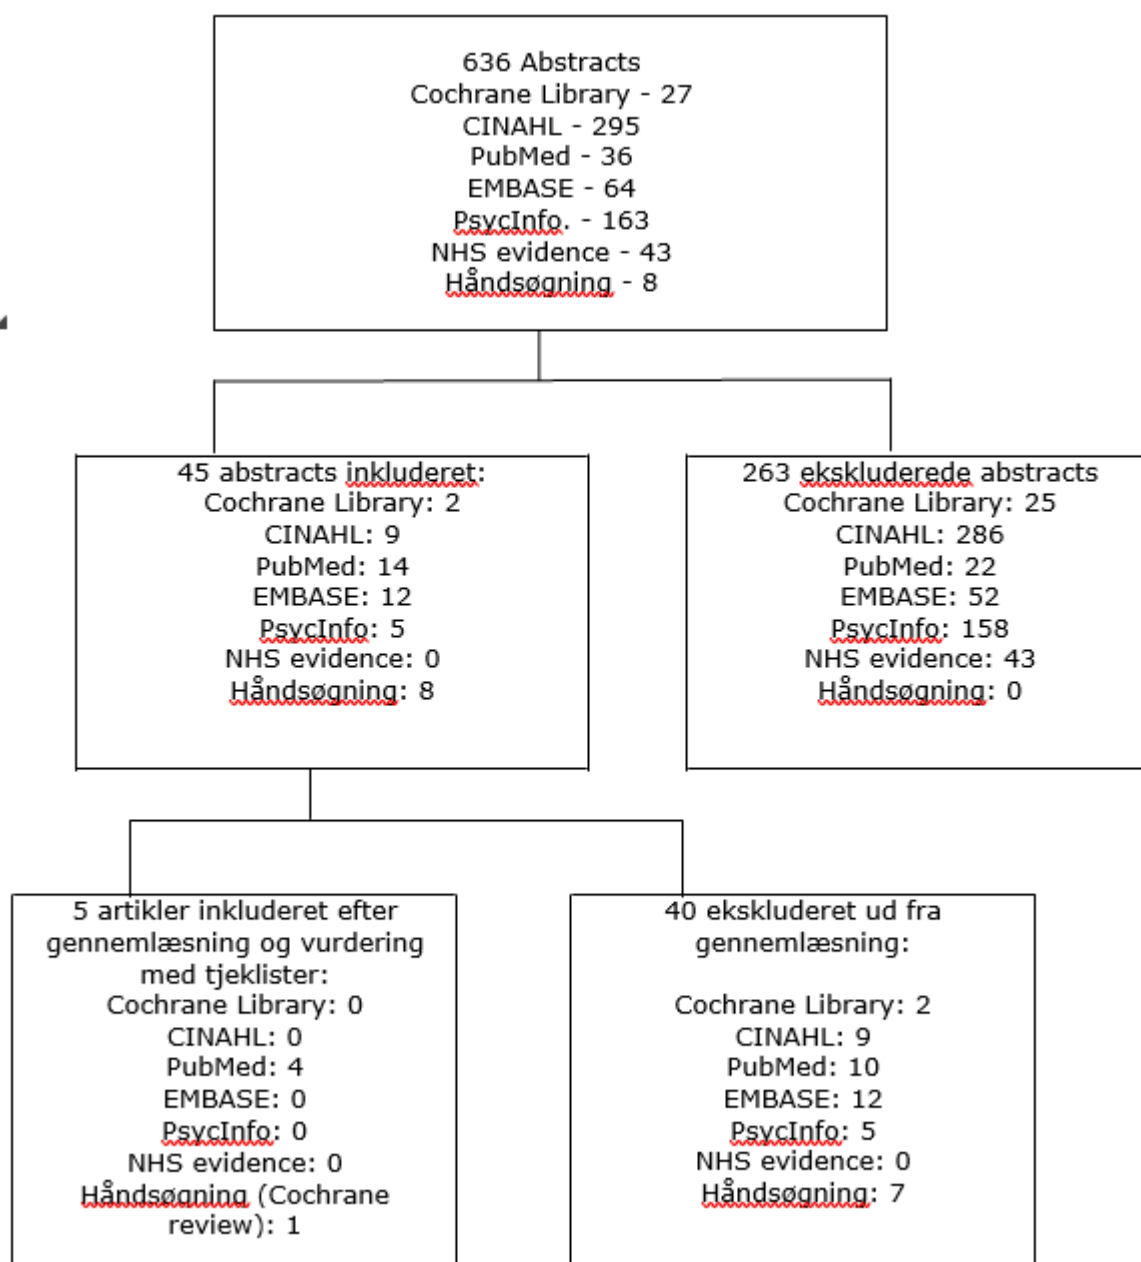 636 Abstracts
Cochrane Library - 27
CINAHL - 295
PubMed - 36
EMBASE - 64
PsycInfo. - 163
NHS evidence - 43
Håndsøgning - 8
45 abstracts inkluderet:
Cochrane Library: 2
CINAHL: 9
PubMed: 14
EMBASE: 12
PsycInfo: 5
NHS evidence: 0
Håndsøgning: 8
263 ekskluderede abstracts
Cochrane Library: 25
CINAHL: 286
PubMed: 22
EMBASE: 52
PsycInfo: 158
NHS evidence: 43
Håndsøgning: 0
5 artikler inkluderet efter
gennemlæsning og vurdering
med tjeklister:
Cochrane Library: 0
CINAHL: 0
PubMed: 4
EMBASE: 0
PsycInfo: 0
NHS evidence: 0
Håndsøgning (Cochrane
review): 1
40 ekskluderet ud fra
gennemlæsning:
Cochrane Library: 2
CINAHL: 9
PubMed: 10
EMBASE: 12
PsycInfo: 5
NHS evidence: 0
Håndsøgning: 7